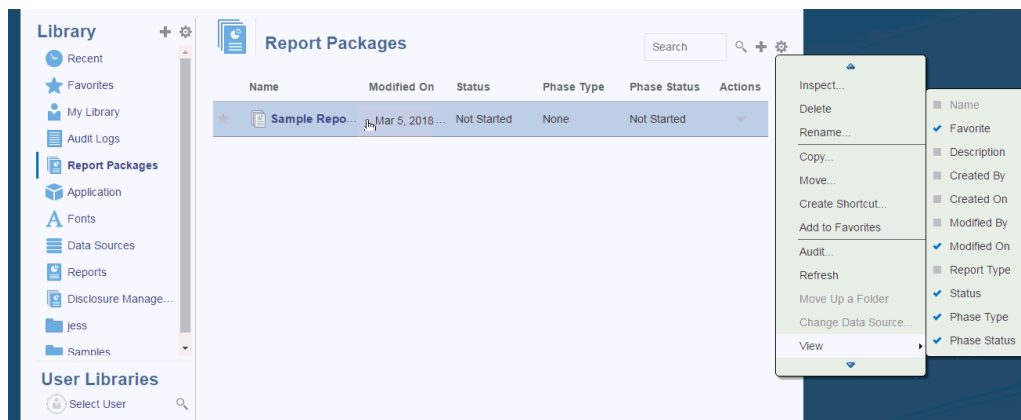 Library
Recent
Favorites
My Library
Audit Logs
Report Packages
Application
Fonts
Data Sources
Reports
Disclosure Manage...
jess
Samples
User Libraries
Select User
Report Packages
Search
Name Modified On Status Phase Type Phase Status Actions
Sample Repo... Mar 5, 2018... Not Started None Not Started
Inspect...
Delete
Rename...
Copy...
Move...
Create Shortcut...
Add to Favorites
Audit...
Refresh
Move Up a Folder
Change Data Source...
View
Name
Favorite
Description
Created By
Created On
Modified By
Modified On
Report Type
Status
Phase Type
Phase Status